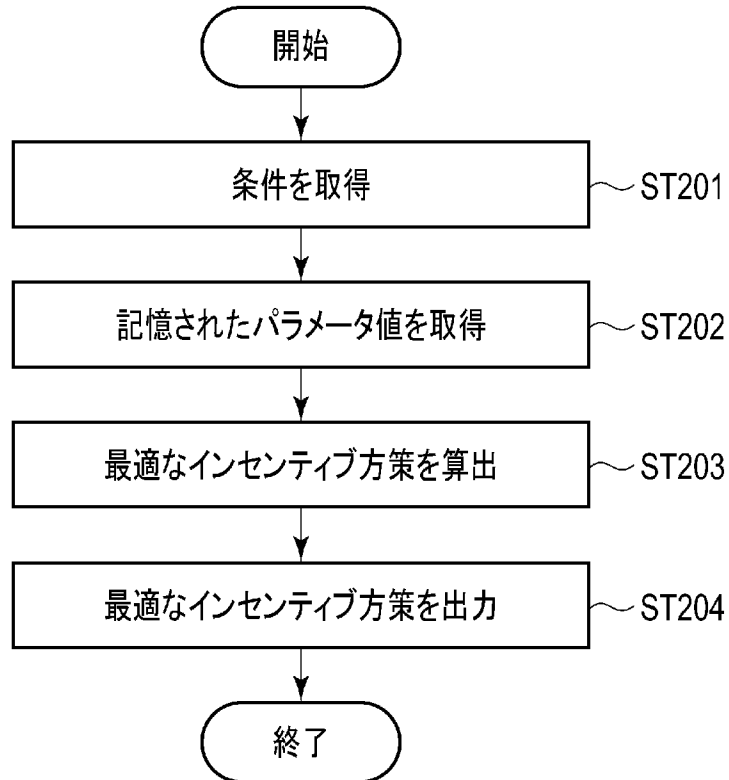 開始
条件を取得
ST201
記憶されたパラメータ値を取得
ST202
最適なインセンティブ方策を算出
ST203
最適なインセンティブ方策を出力
ST204
終了